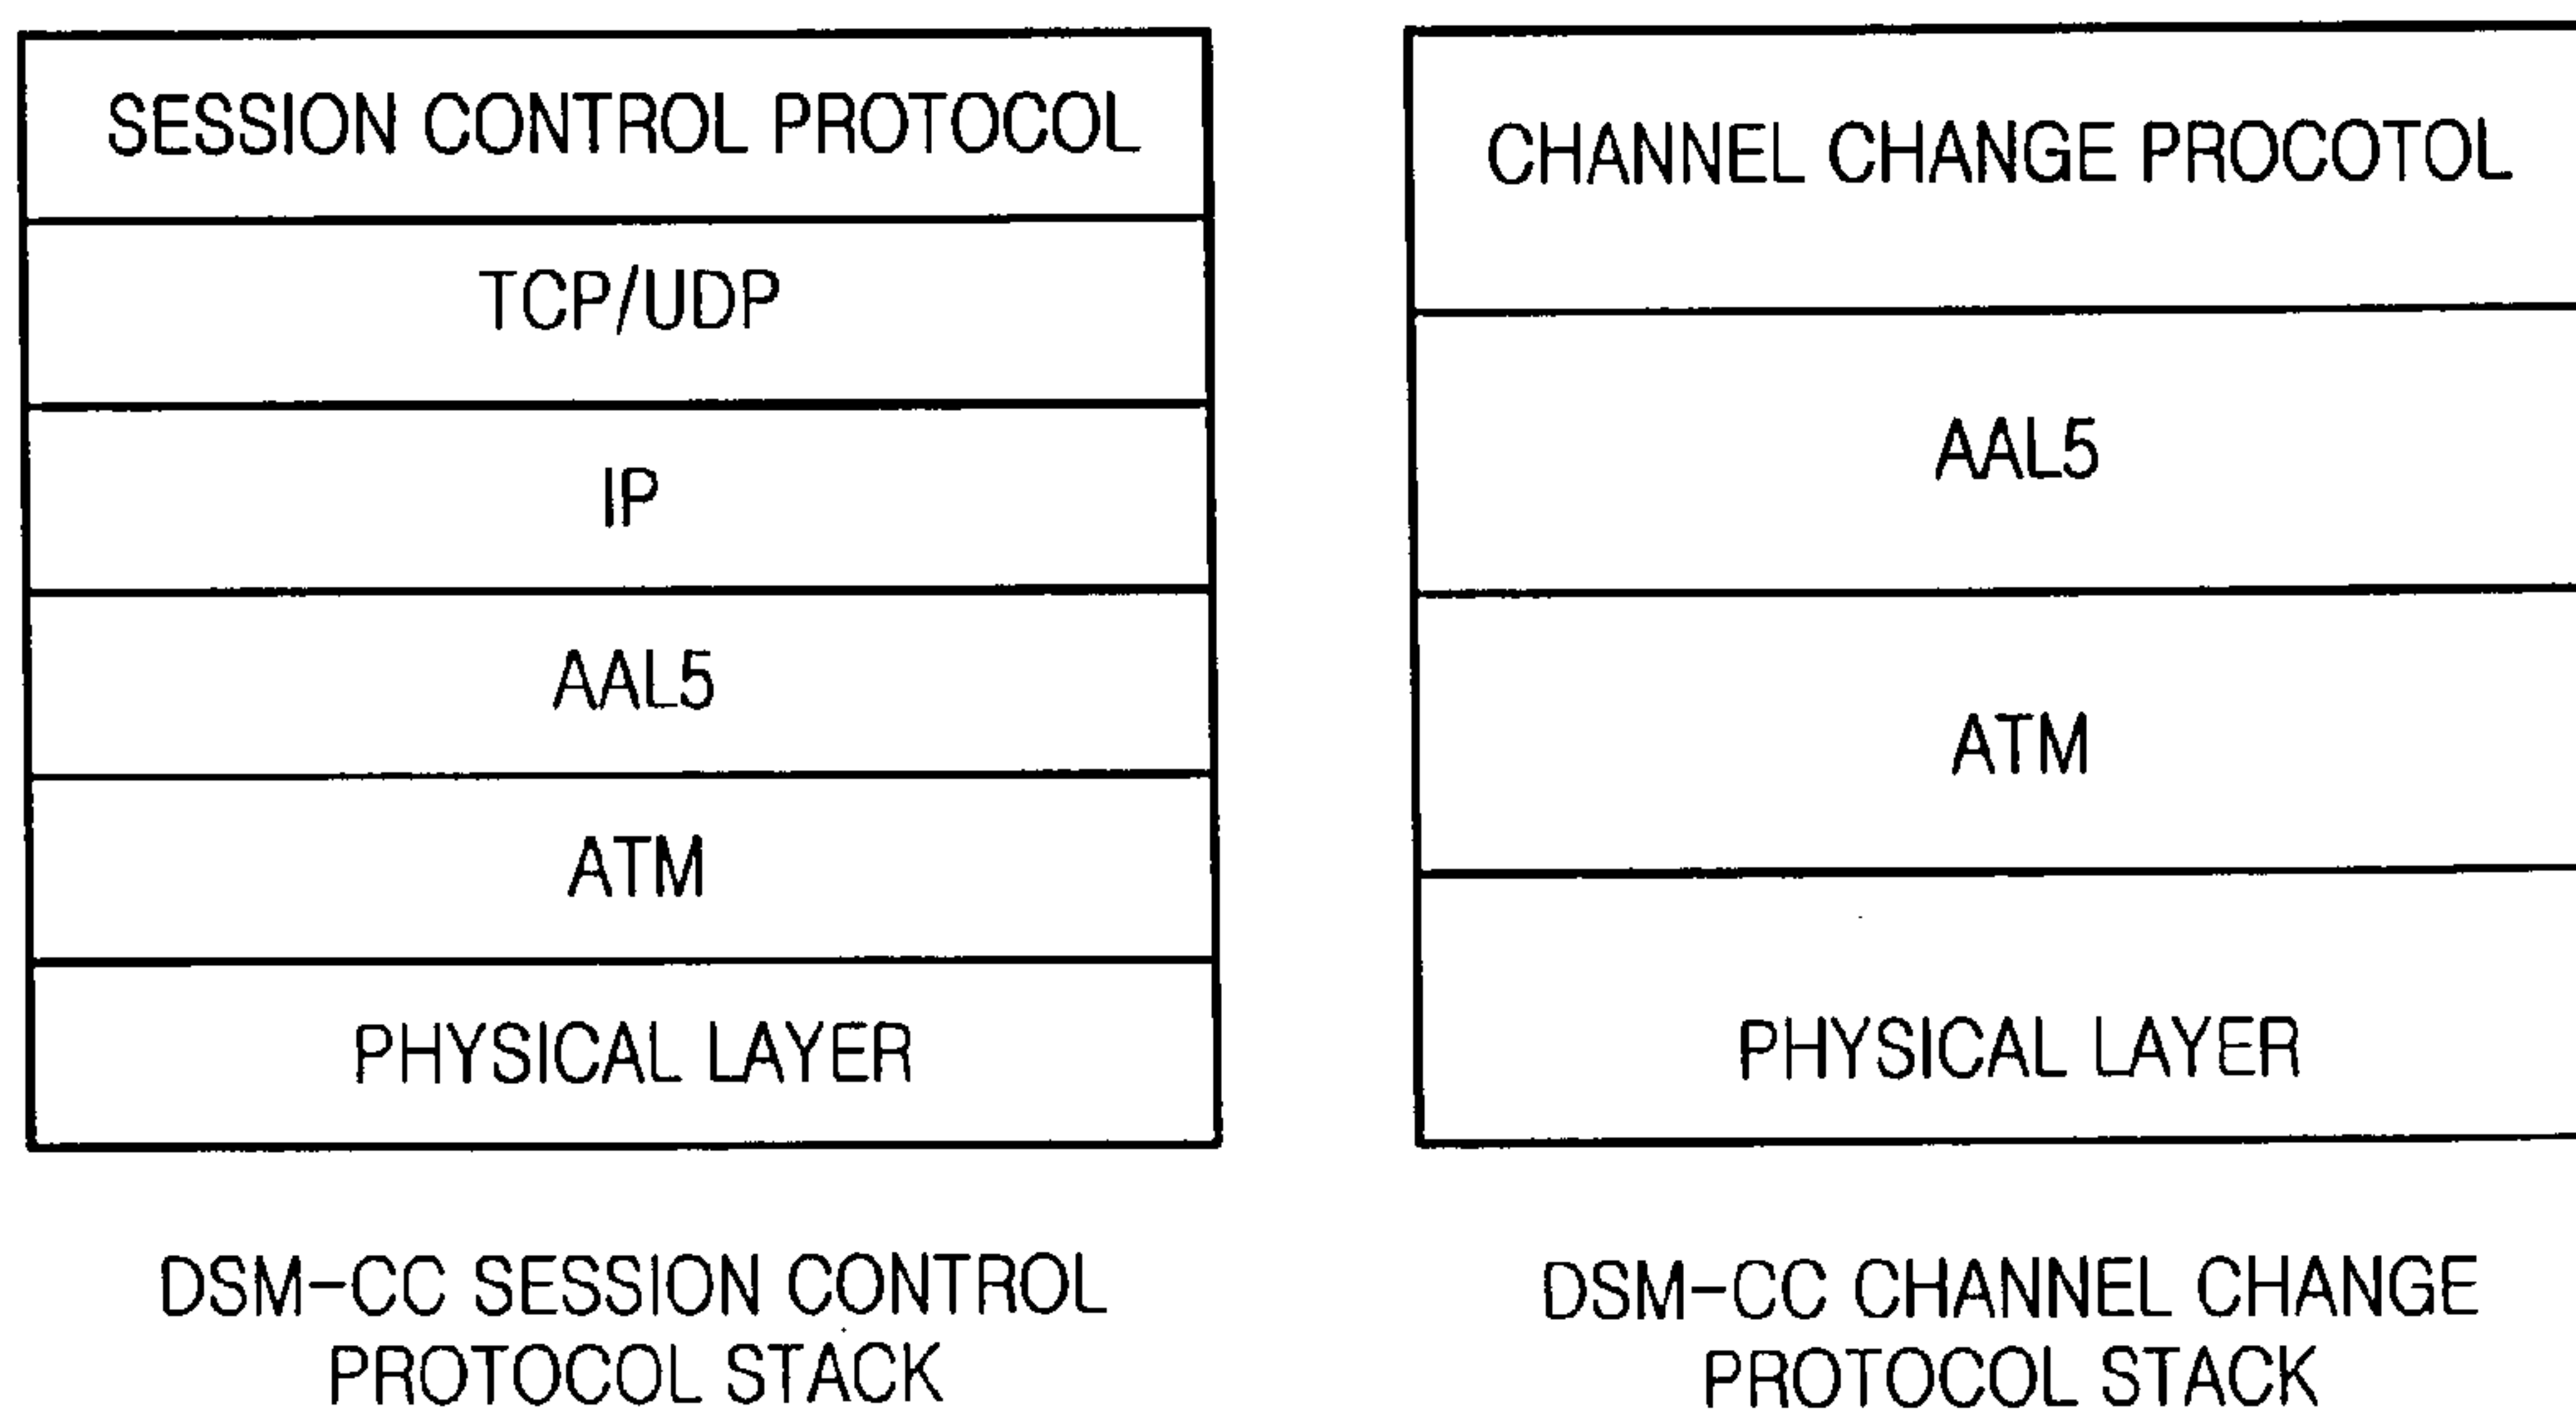 SESSION CONTROL PROTOCOL
TCP/UDP
IP
AAL5
ATM
PHYSICAL LAYER
DSM-CC SESSION CONTROL
PROTOCOL STACK
CHANNEL CHANGE PROCOTOL
AAL5
ATM
PHYSICAL LAYER
DSM-CC CHANNEL CHANGE
PROTOCOL STACK